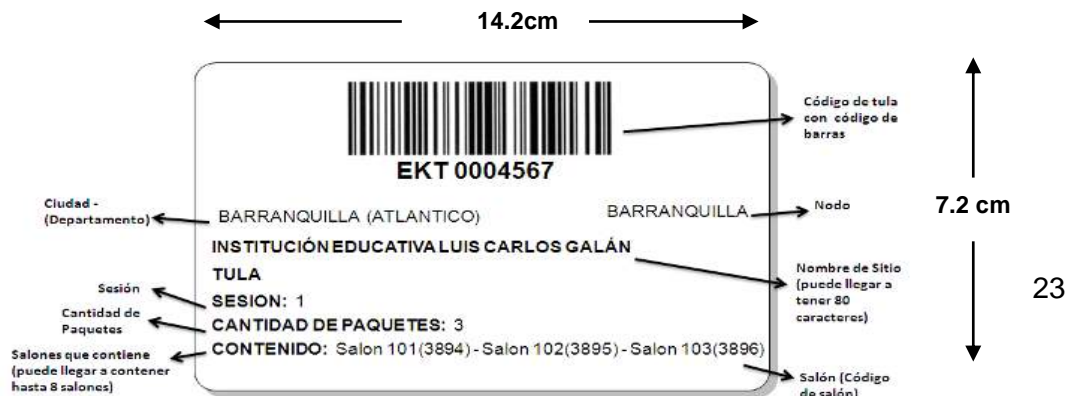 14.2cm
Código de tula
con código de
barras
EKT 0004567
Ciudad -
(Departamento)
BARRANQUILLA (ATLANTICO)
BARRANQUILLA
Nodo
7.2 cm
INSTITUCIÓN EDUCATIVA LUIS CARLOS GALÁN
TULA
Nombre de Sitio
(puede llegar a
tener 80
caracteres)
23
Sesión
SESION: 1
Cantidad de
Paquetes
CANTIDAD DE PAQUETES: 3
Salones que contiene
(puede llegar a contener
hasta 8 salones)
CONTENIDO: Salon 101(3894) - Salon 102(3895) - Salon 103(3896)
Salón (Código
de salón)